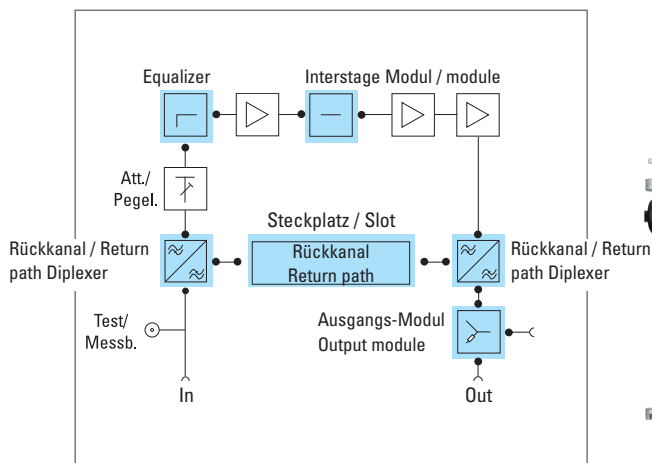 Equalizer
Interstage Modul / module
Att./
Pegel.
Steckplatz / Slot
Rückkanal / Return
path Diplexer
Rückkanal
Return path
Rückkanal / Return
path Diplexer
Test/
Messb.
Ausgangs-Modul
Output module
In
Out